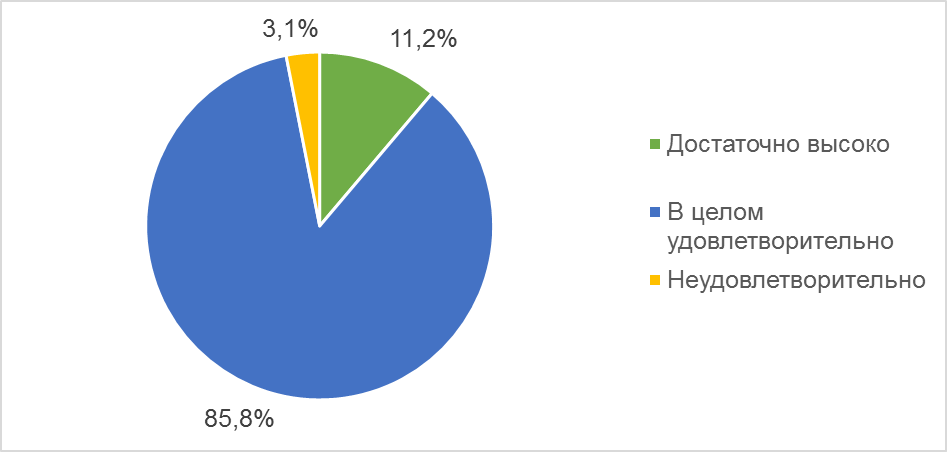 3,1%
11,2%
85,8%
Достаточно высоко
В целом
удовлетворительно
Неудовлетворительно